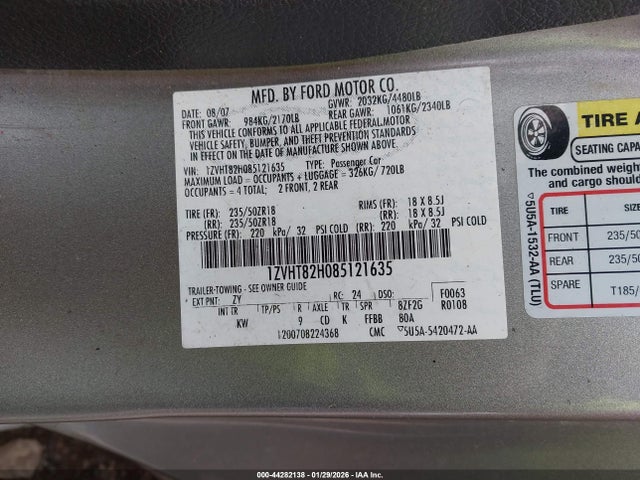 MFD. BY FORD MOTOR CO.
DATE: 08/07 GVWR: 2032KG/4480LB
FRONT GAWR: 984KG/2170LB REAR GAWR: 1061KG/2340LB
THIS VEHICLE CONFORMS TO ALL APPLICABLE FEDERAL MOTOR
VEHICLE SAFETY, BUMPER, AND THEFT PREVENTION STANDARDS
IN EFFECT ON THE DATE OF MANUFACTURE SHOWN ABOVE.
VIN: 1ZVHT82H085121635 TYPE: Passenger Car
MAXIMUM LOAD = OCCUPANTS + LUGGAGE = 326KG/720LB
OCCUPANTS = 4 TOTAL; 2 FRONT, 2 REAR
TIRE (FR): 235/50ZR18 RIMS (FR): 18 X 8.5J
(RR): 235/50ZR18 (RR): 18 X 8.5J
PRESSURE (FR): 220 kPa/ 32 PSI COLD (RR): 220 kPa/ 32 PSI COLD
1ZVHT82H085121635
TRAILER-TOWING - SEE OWNER GUIDE
EXT PNT: ZY RC: 24 DSO: F0063
INT TR TP/PS R AXLE TR SPR 8ZF2G R0108
KW 9 CD K FFBB 80A
120070822436B CMC ▽5U5A-5420472-AA
TIRE A
SEATING CAPA
The combined weight
and cargo should
TIRE SIZE
FRONT 235/50
REAR 235/50
SPARE T185/
▽5U5A-1532-AA (TLU)
000-44282138 - 01/29/2026 - IAAI Inc.